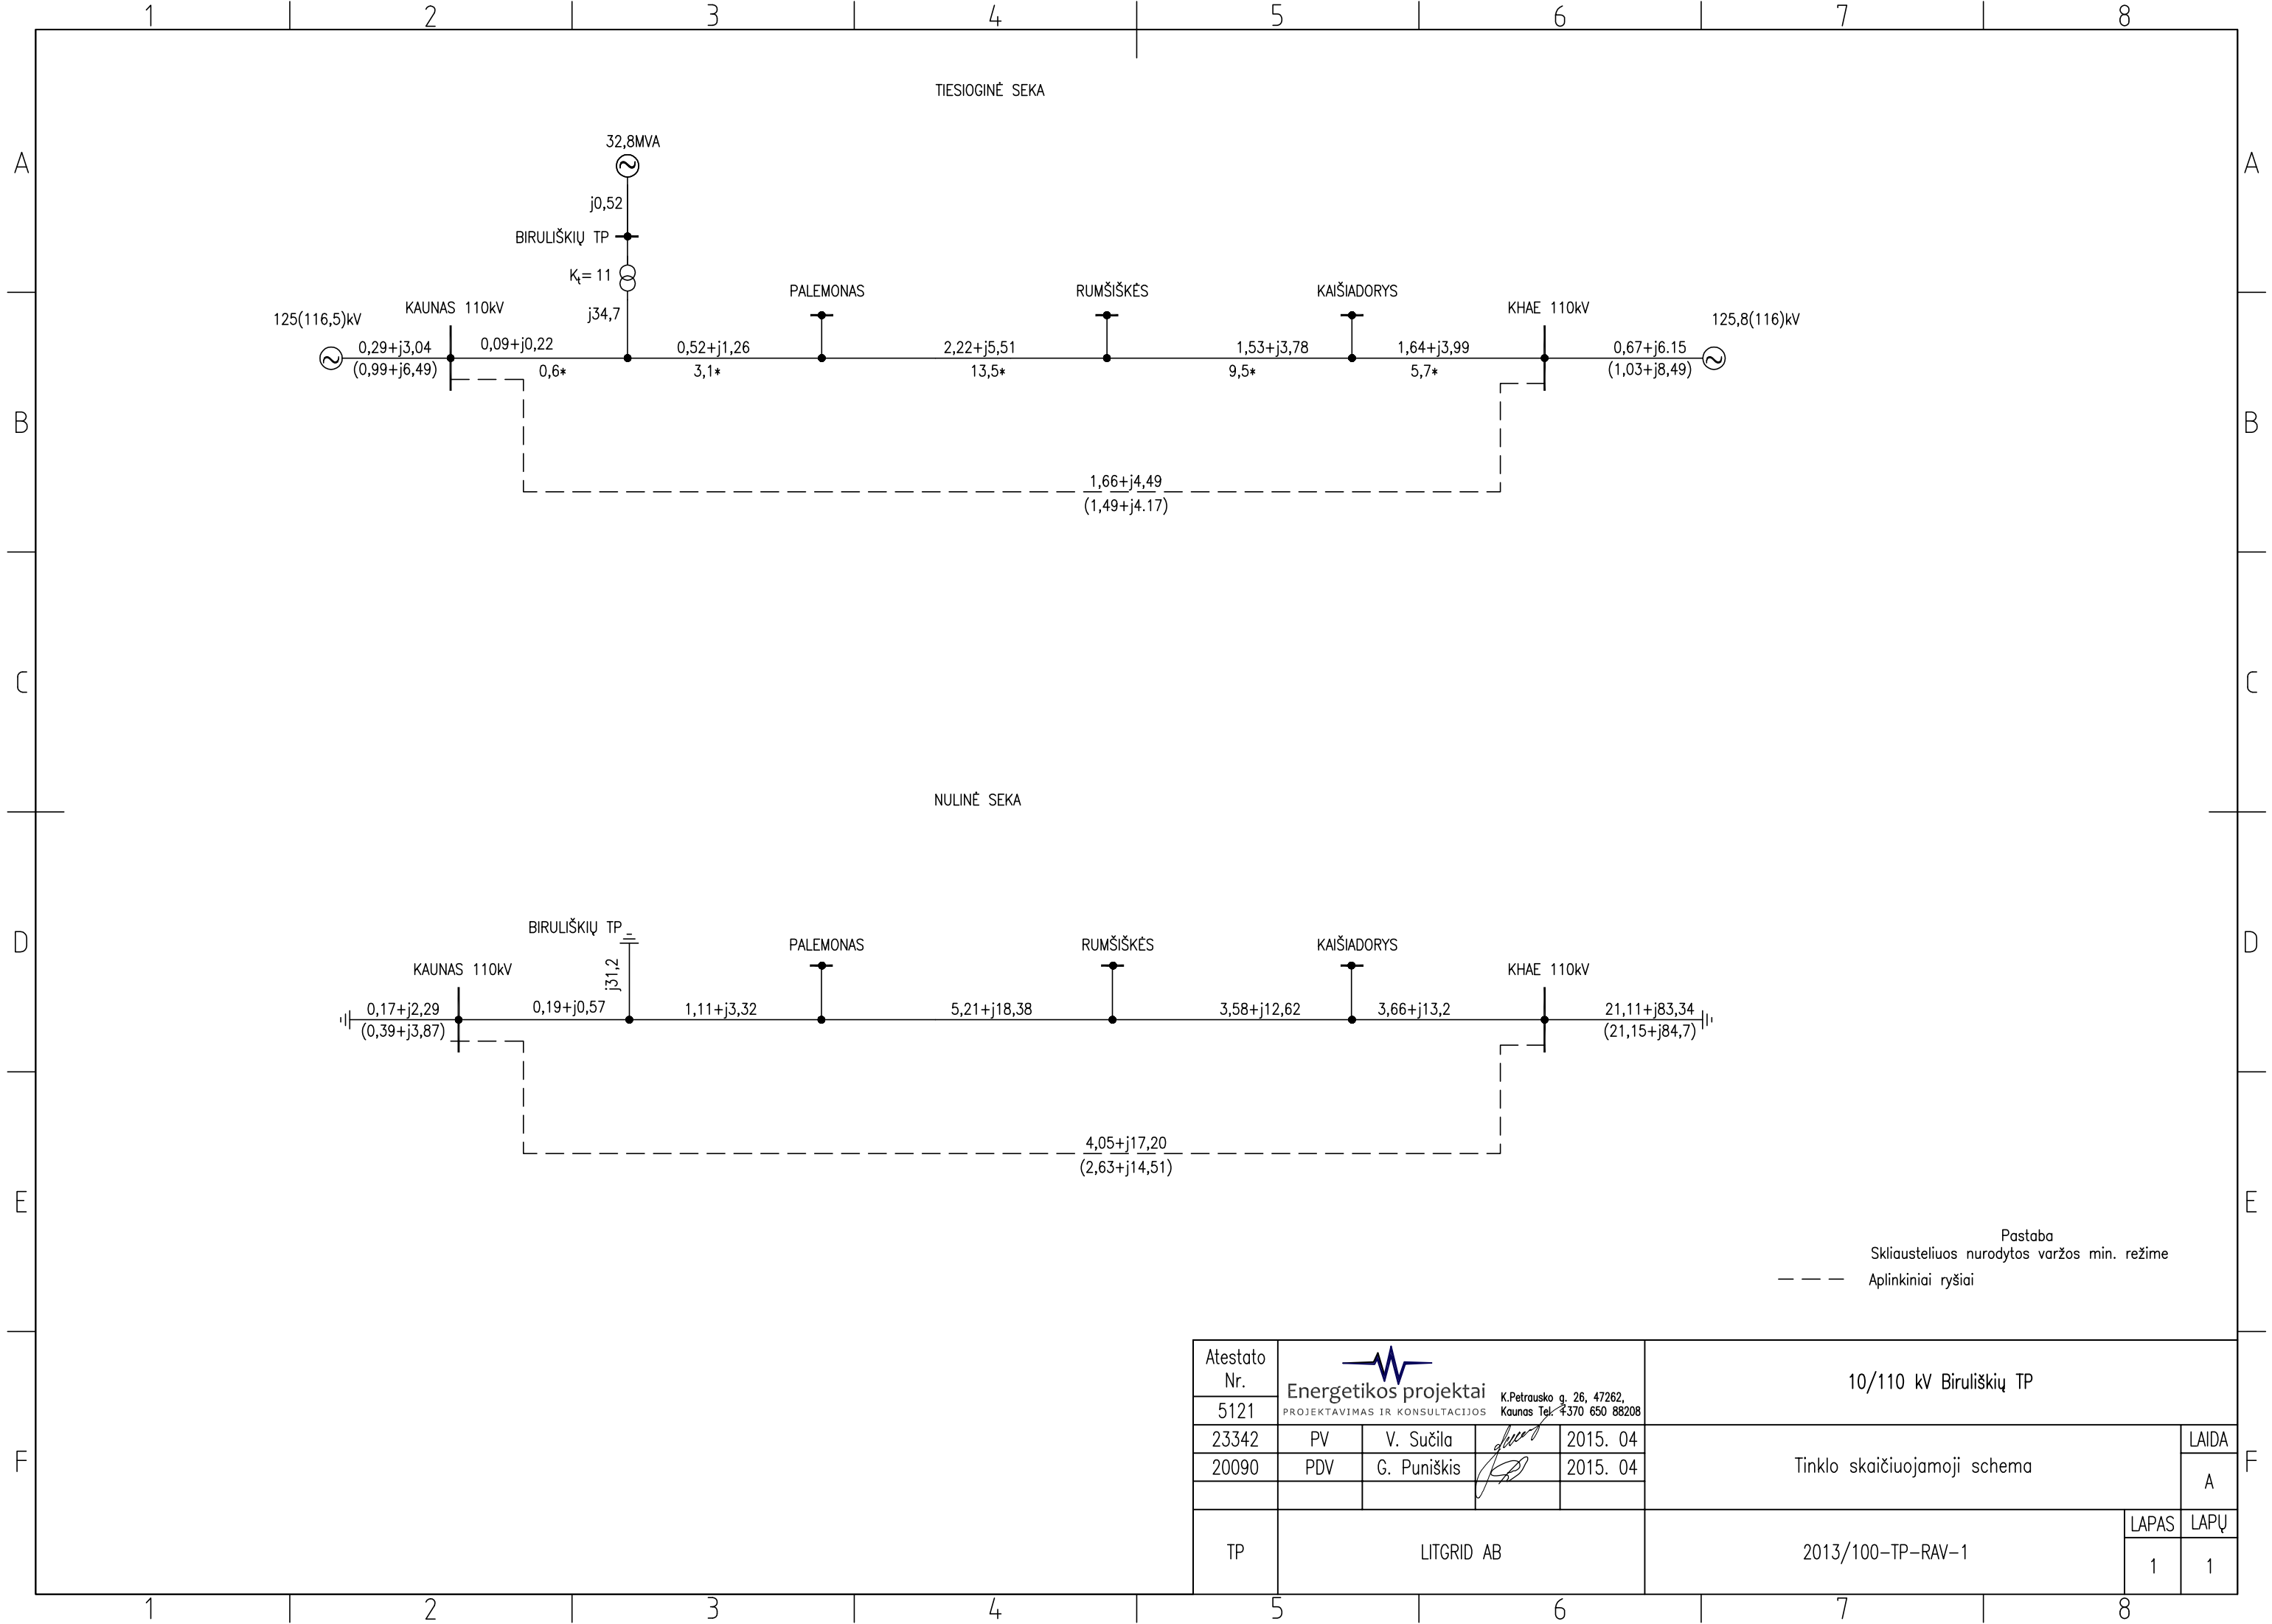 1 2 3 4 5 6 7 8
TIESIOGINĖ SEKA
A A
32,8MVA
j0,52
BIRULIŠKIŲ TP
Kt= 11
j34,7
PALEMONAS
RUMŠIŠKĖS
KAIŠIADORYS
KAUNAS 110kV
KHAE 110kV
125(116,5)kV
125,8(116)kV
0,29+j3,04
0,09+j0,22
0,52+j1,26
2,22+j5,51
1,53+j3,78
1,64+j3,99
0,67+j6.15
(0,99+j6,49)
0,6*
3,1*
13,5*
9,5*
5,7*
(1,03+j8,49)
B B
1,66+j4,49
(1,49+j4.17)
C C
NULINĖ SEKA
BIRULIŠKIŲ TP
D D
PALEMONAS
RUMŠIŠKĖS
KAIŠIADORYS
KAUNAS 110kV
KHAE 110kV
j31,2
0,17+j2,29
0,19+j0,57
1,11+j3,32
5,21+j18,38
3,58+j12,62
3,66+j13,2
21,11+j83,34
(0,39+j3,87)
(21,15+j84,7)
4,05+j17,20
(2,63+j14,51)
E E
Pastaba
Skliausteliuos nurodytos varžos min. režime
Aplinkiniai ryšiai
Atestato
Nr.
5121
Energetikos projektai
PROJEKTAVIMAS IR KONSULTACIJOS
K.Petrausko g. 26, 47262,
Kaunas Tel. +370 650 88208
10/110 kV Biruliškių TP
23342 PV V. Sučila 2015. 04
20090 PDV G. Puniškis 2015. 04
Tinklo skaičiuojamoji schema
LAIDA
A
F F
TP
LITGRID AB
2013/100-TP-RAV-1
LAPAS LAPŲ
1 1
1 2 3 4 5 6 7 8